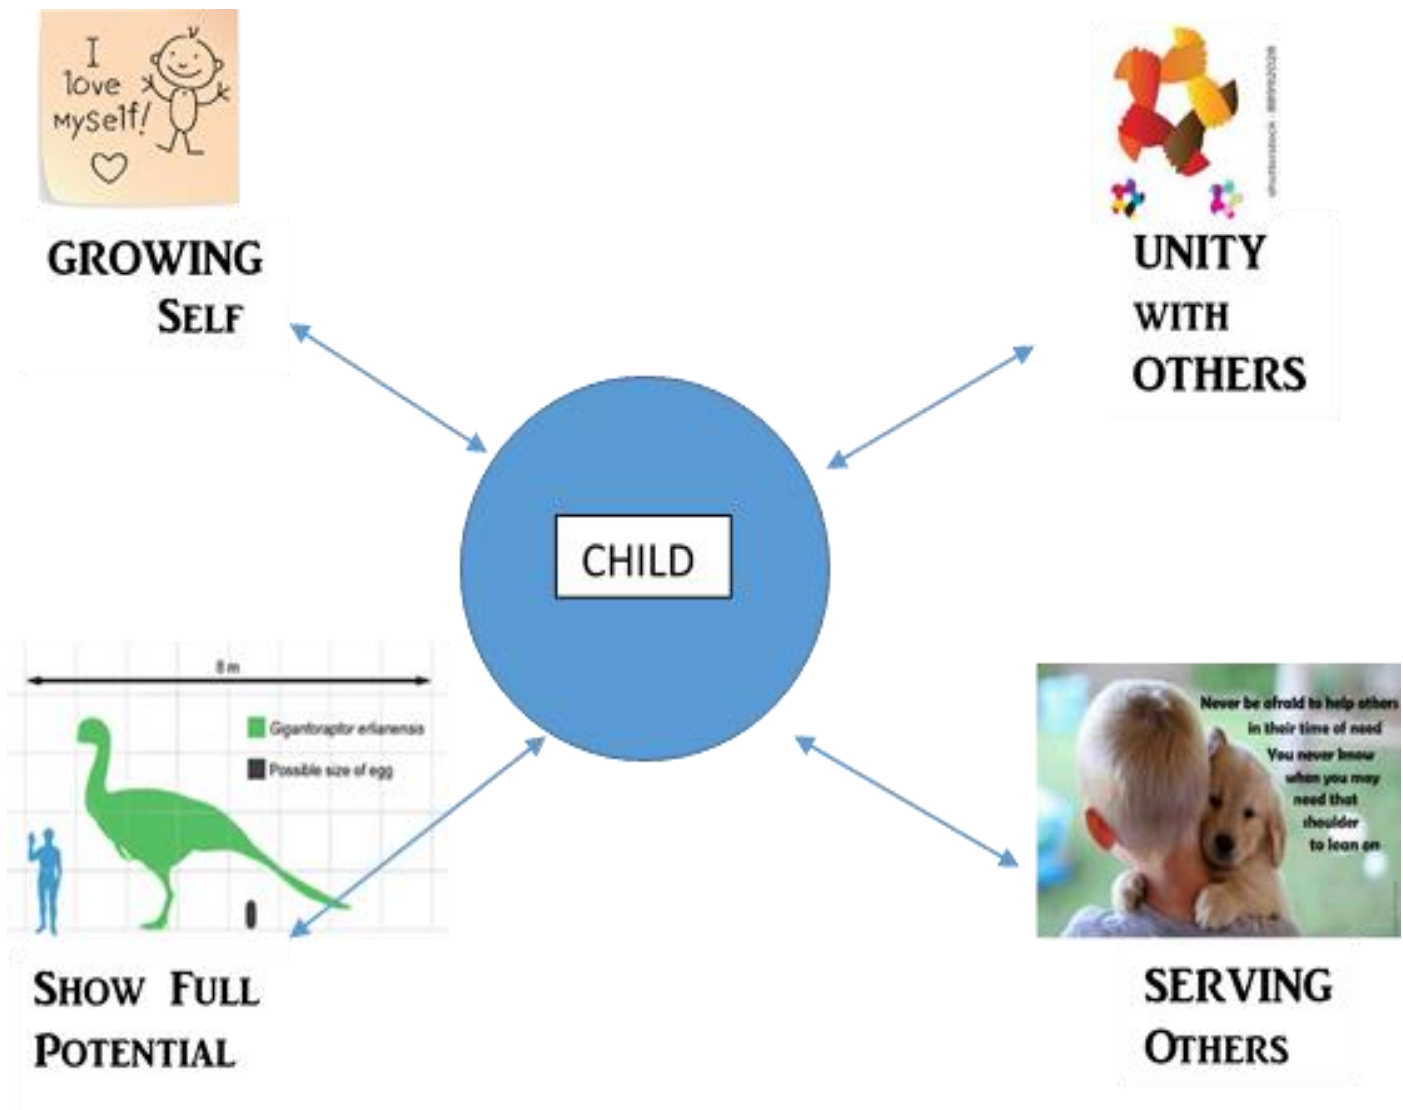 I
love
myself!
GROWING
SELF
shutterstock · 88992028
UNITY
WITH
OTHERS
CHILD
8 m
Gigantoraptor erlianensis
Possible size of egg
SHOW FULL
POTENTIAL
Never be afraid to help others
in their time of need
You never know
when you may
need that
shoulder
to lean on
SERVING
OTHERS